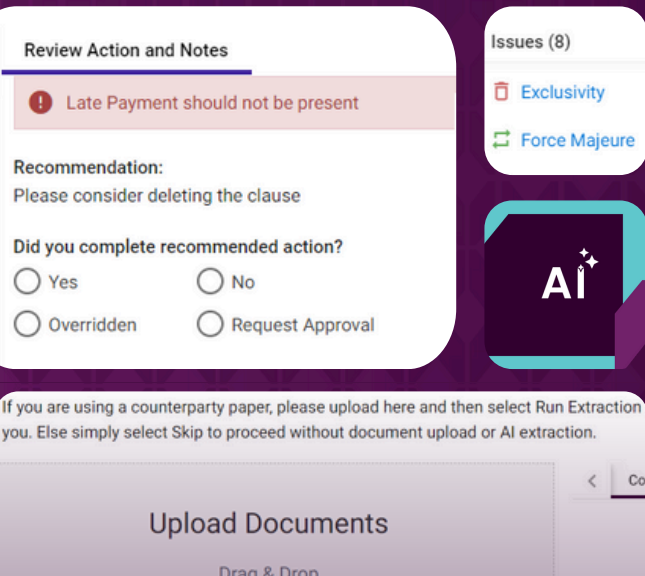 Review Action and Notes
Late Payment should not be present
Recommendation:
Please consider deleting the clause
Did you complete recommended action?
Yes
No
Overridden
Request Approval
Issues (8)
Exclusivity
Force Majeure
AI
If you are using a counterparty paper, please upload here and then select Run Extraction
you. Else simply select Skip to proceed without document upload or AI extraction.
Upload Documents
Drag & Drop
Co